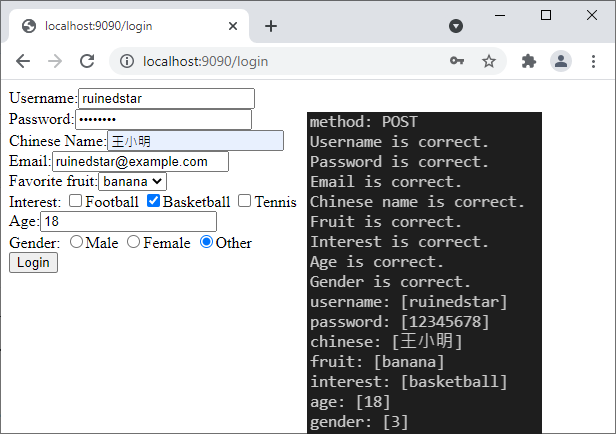 localhost:9090/login
localhost:9090/login
Username: ruinedstar
Password: ••••••••
Chinese Name: 王小明
Email: ruinedstar@example.com
Favorite fruit: banana
Interest: Football Basketball Tennis
Age: 18
Gender: Male Female Other
Login
method: POST
Username is correct.
Password is correct.
Email is correct.
Chinese name is correct.
Fruit is correct.
Interest is correct.
Age is correct.
Gender is correct.
username: [ruinedstar]
password: [12345678]
chinese: [王小明]
fruit: [banana]
interest: [basketball]
age: [18]
gender: [3]